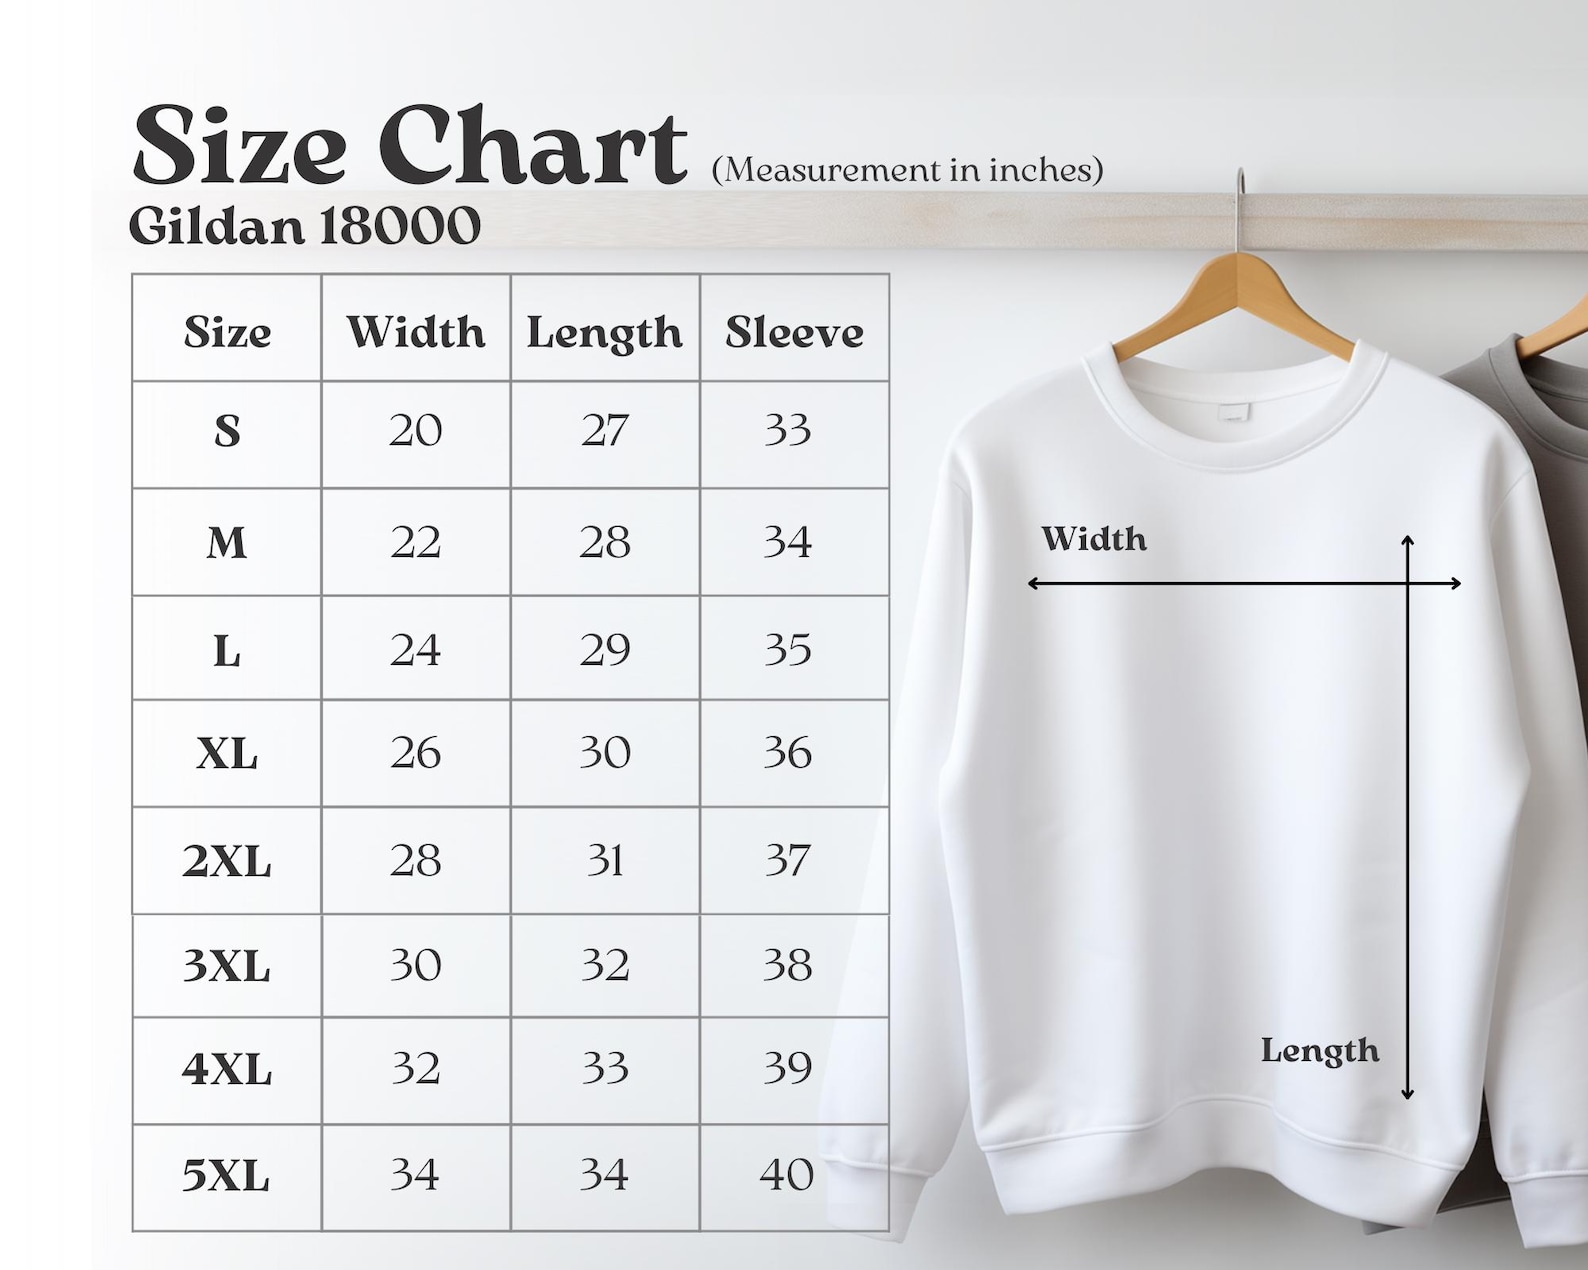 Size Chart (Measurement in inches)
Gildan 18000
Size Width Length Sleeve
S 20 27 33
M 22 28 34
L 24 29 35
XL 26 30 36
2XL 28 31 37
3XL 30 32 38
4XL 32 33 39
5XL 34 34 40
Width
Length